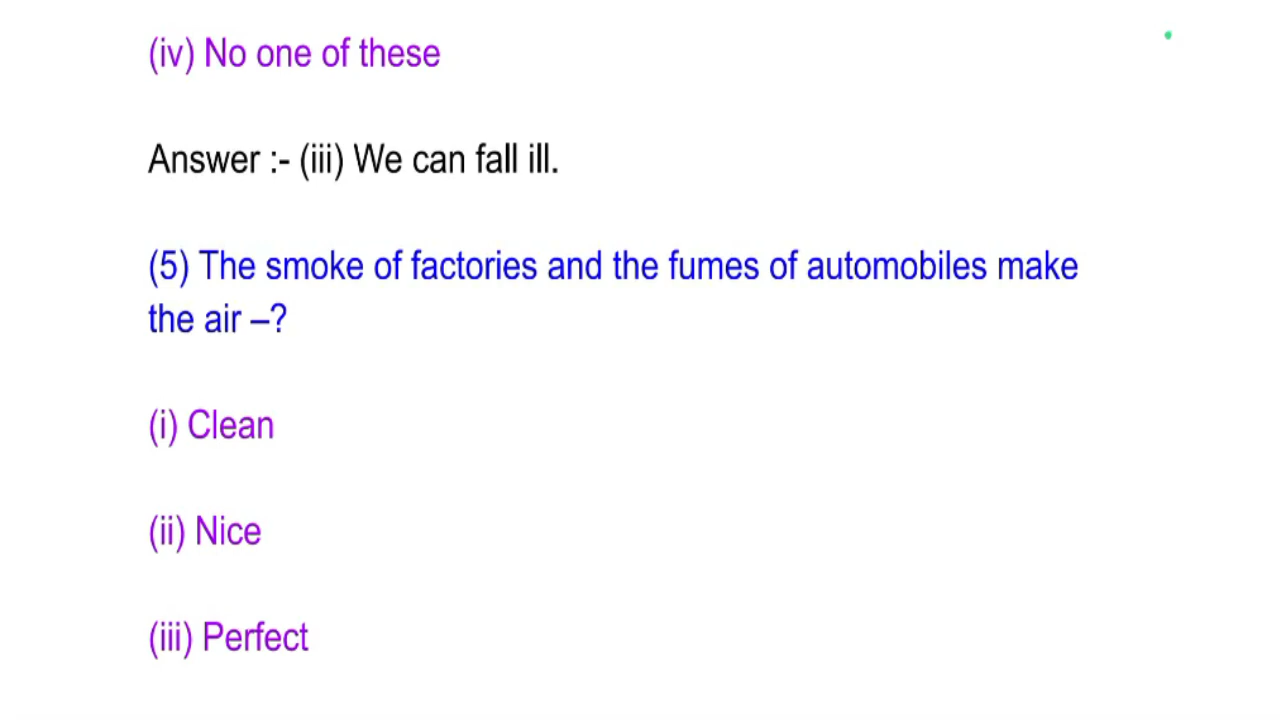 (iv) No one of these
Answer :- (iii) We can fall ill.
(5) The smoke of factories and the fumes of automobiles make
the air –?
(i) Clean
(ii) Nice
(iii) Perfect